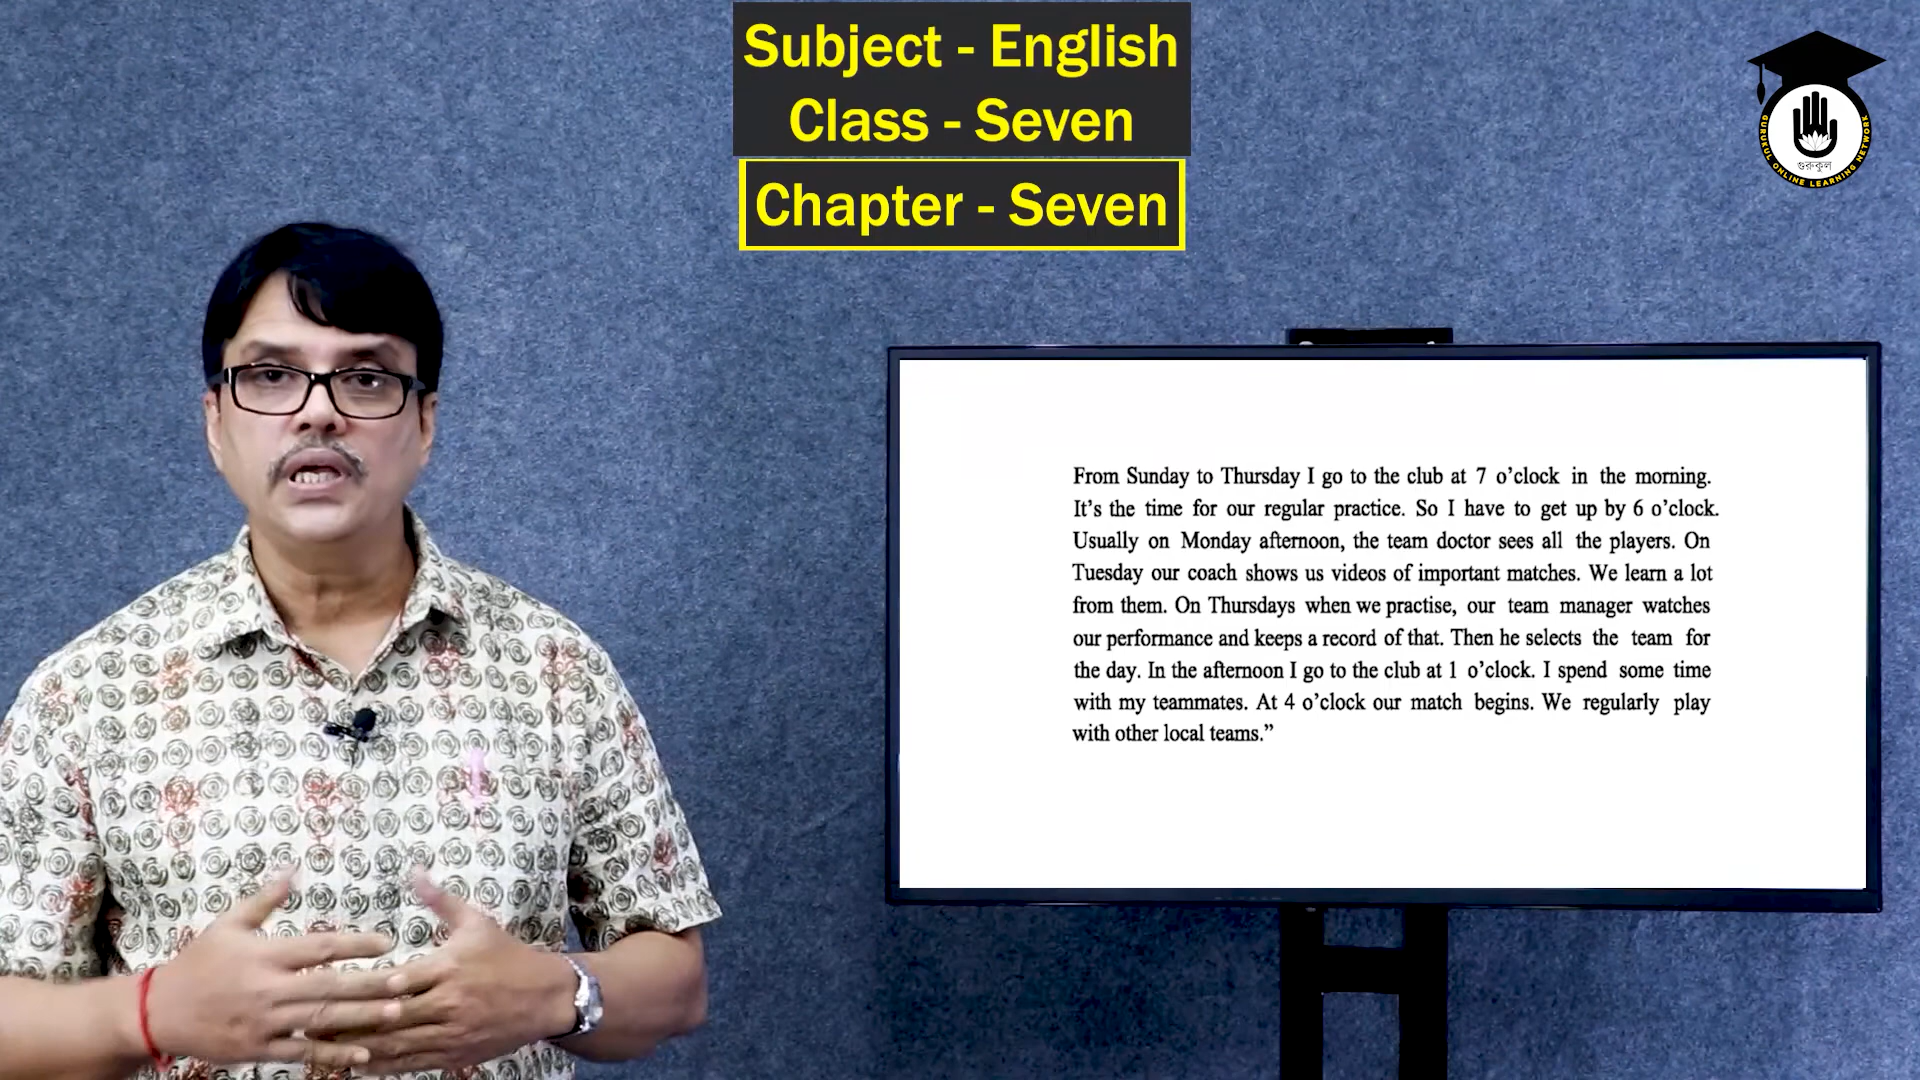 Subject - English
Class - Seven
Chapter - Seven
GURUKUL ONLINE LEARNING NETWORK
গুরুকুল
From Sunday to Thursday I go to the club at 7 o’clock in the morning.
It’s the time for our regular practice. So I have to get up by 6 o’clock.
Usually on Monday afternoon, the team doctor sees all the players. On
Tuesday our coach shows us videos of important matches. We learn a lot
from them. On Thursdays when we practise, our team manager watches
our performance and keeps a record of that. Then he selects the team for
the day. In the afternoon I go to the club at 1 o’clock. I spend some time
with my teammates. At 4 o’clock our match begins. We regularly play
with other local teams.”